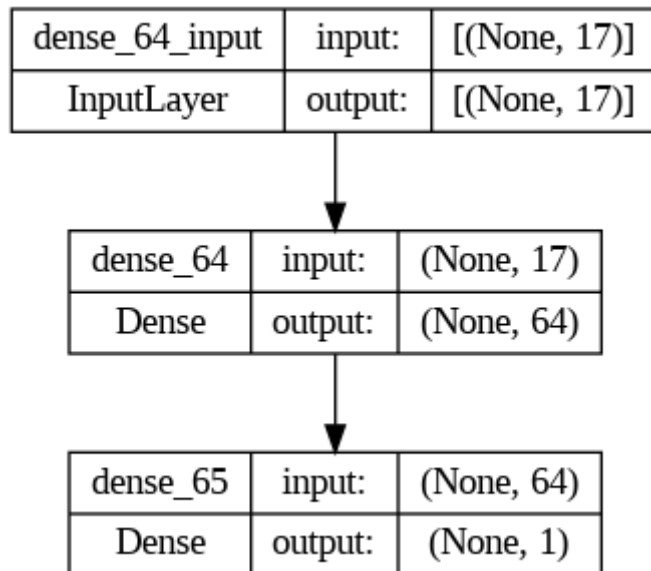 dense_64_input input: [(None, 17)]
InputLayer output: [(None, 17)]
dense_64 input: (None, 17)
Dense output: (None, 64)
dense_65 input: (None, 64)
Dense output: (None, 1)